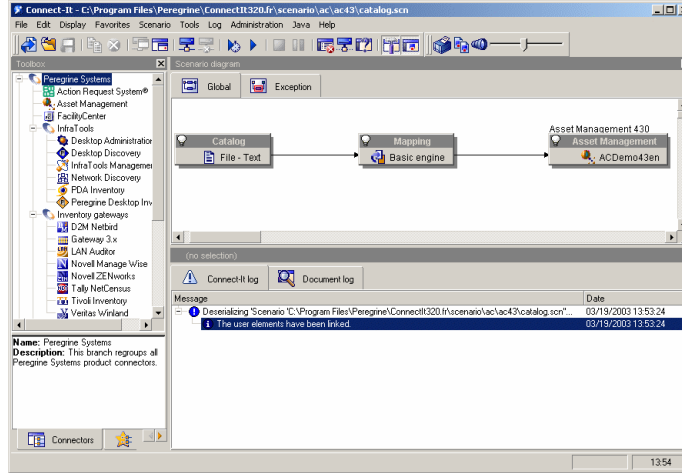 Connect-It - C:\Program Files\Peregrine\ConnectIt320.fr\scenario\ac\ac43\catalog.scn
File Edit Display Favorites Scenario Tools Log Administration Java Help
Toolbox
Scenario diagram
Peregrine Systems
Action Request System®
Asset Management
FacilityCenter
InfraTools
Desktop Administration
Desktop Discovery
InfraTools Managemen
Network Discovery
PDA Inventory
Peregrine Desktop Inv
Inventory gateways
D2M Netbird
Gateway 3.x
LAN Auditor
Novell Manage Wise
Novell ZENworks
Tally NetCensus
Tivoli Inventory
Veritas Winland
Global Exception
Catalog
File - Text
Mapping
Basic engine
Asset Management 430
Asset Management
ACDemo43en
(no selection)
Connect-It log Document log
Message Date
Deserializing 'Scenario 'C:\Program Files\Peregrine\ConnectIt320.fr\scenario\ac\ac43\catalog.scn''... 03/19/2003 13:53:24
The user elements have been linked. 03/19/2003 13:53:24
Name: Peregrine Systems
Description: This branch regroups all
Peregrine Systems product connectors.
Connectors
13:54